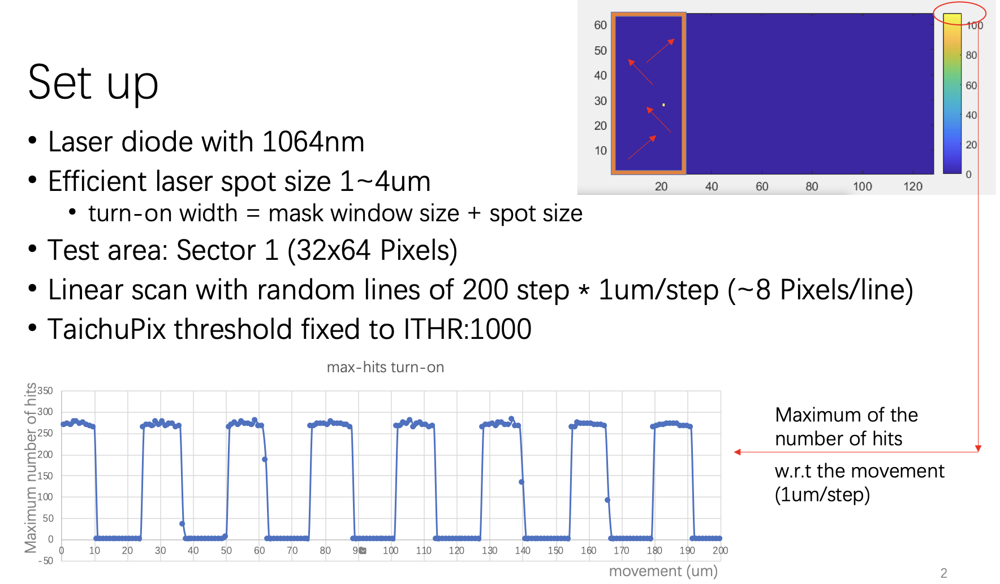 Set up
• Laser diode with 1064nm
• Efficient laser spot size 1~4um
• turn-on width = mask window size + spot size
• Test area: Sector 1 (32x64 Pixels)
• Linear scan with random lines of 200 step * 1um/step (~8 Pixels/line)
• TaichuPix threshold fixed to ITHR:1000
60
50
40
30
20
10
20 40 60 80 100 120
100
80
60
40
20
0
max-hits turn-on
Maximum number of hits
350
300
250
200
150
100
50
0
-50
0 10 20 30 40 50 60 70 80 90 100 110 120 130 140 150 160 170 180 190 200
movement (um)
Maximum of the
number of hits
w.r.t the movement
(1um/step)
2